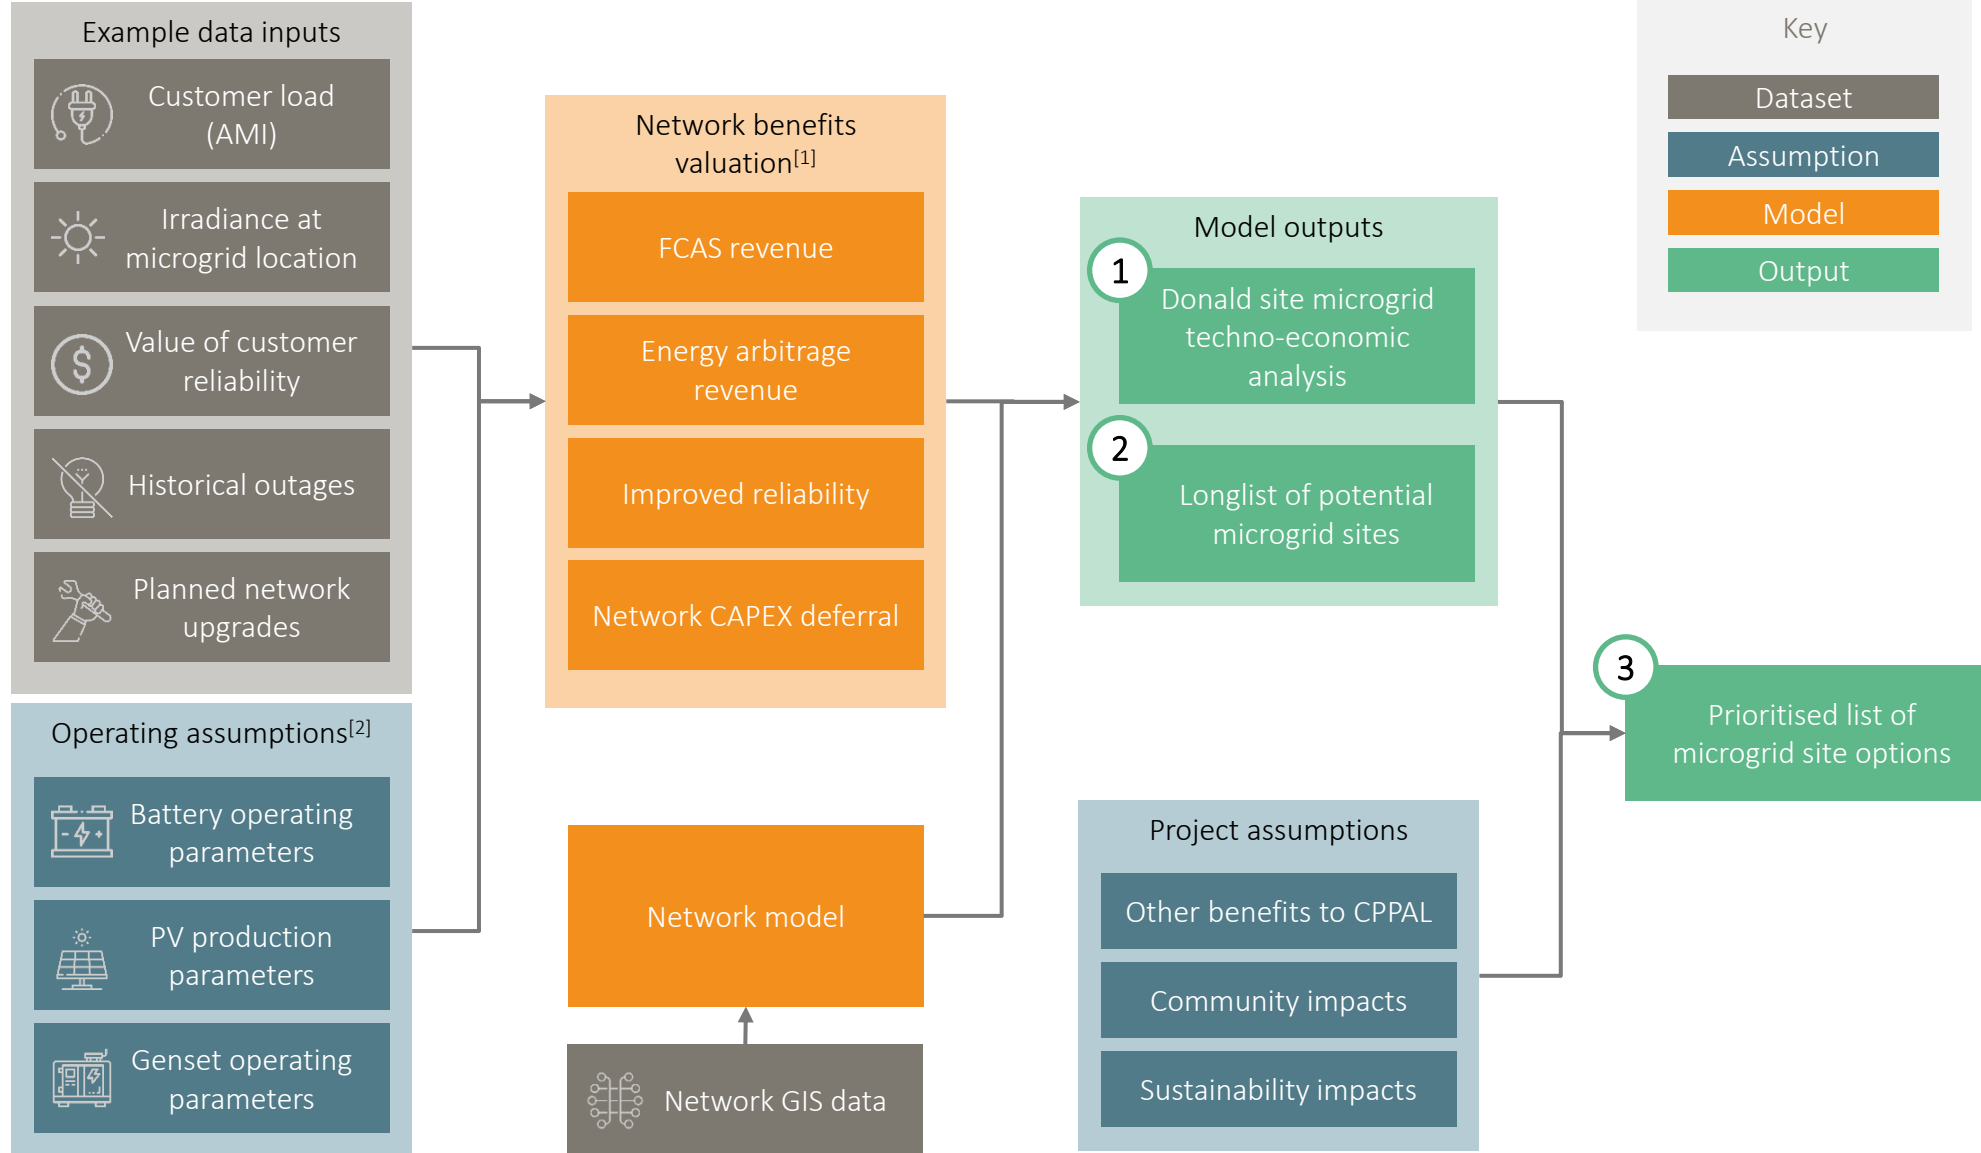 Example data inputs
Customer load
(AMI)
Irradiance at
microgrid location
Value of customer
reliability
Historical outages
Planned network
upgrades
Operating assumptions[2]
Battery operating
parameters
PV production
parameters
Genset operating
parameters
Network benefits
valuation[1]
FCAS revenue
Energy arbitrage
revenue
Improved reliability
Network CAPEX deferral
Network model
Network GIS data
Model outputs
1
Donald site microgrid
techno-economic
analysis
2
Longlist of potential
microgrid sites
Project assumptions
Other benefits to CPPAL
Community impacts
Sustainability impacts
3
Prioritised list of
microgrid site options
Key
Dataset
Assumption
Model
Output